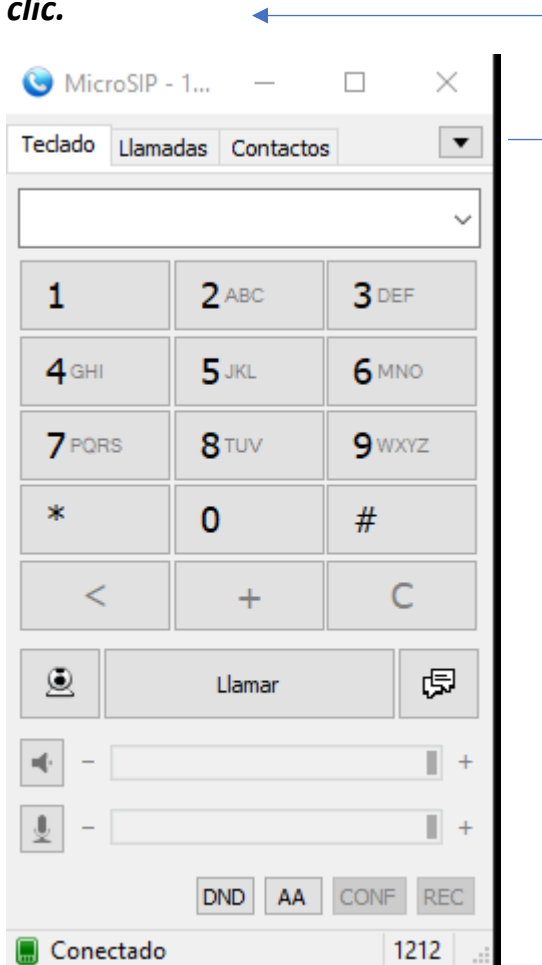 clic.
MicroSIP - 1...
Teclado Llamadas Contactos
1 2 ABC 3 DEF
4 GHI 5 JKL 6 MNO
7 PQRS 8 TUV 9 WXYZ
* 0 #
< + C
Llamar
- +
- +
DND AA CONF REC
Conectado 1212